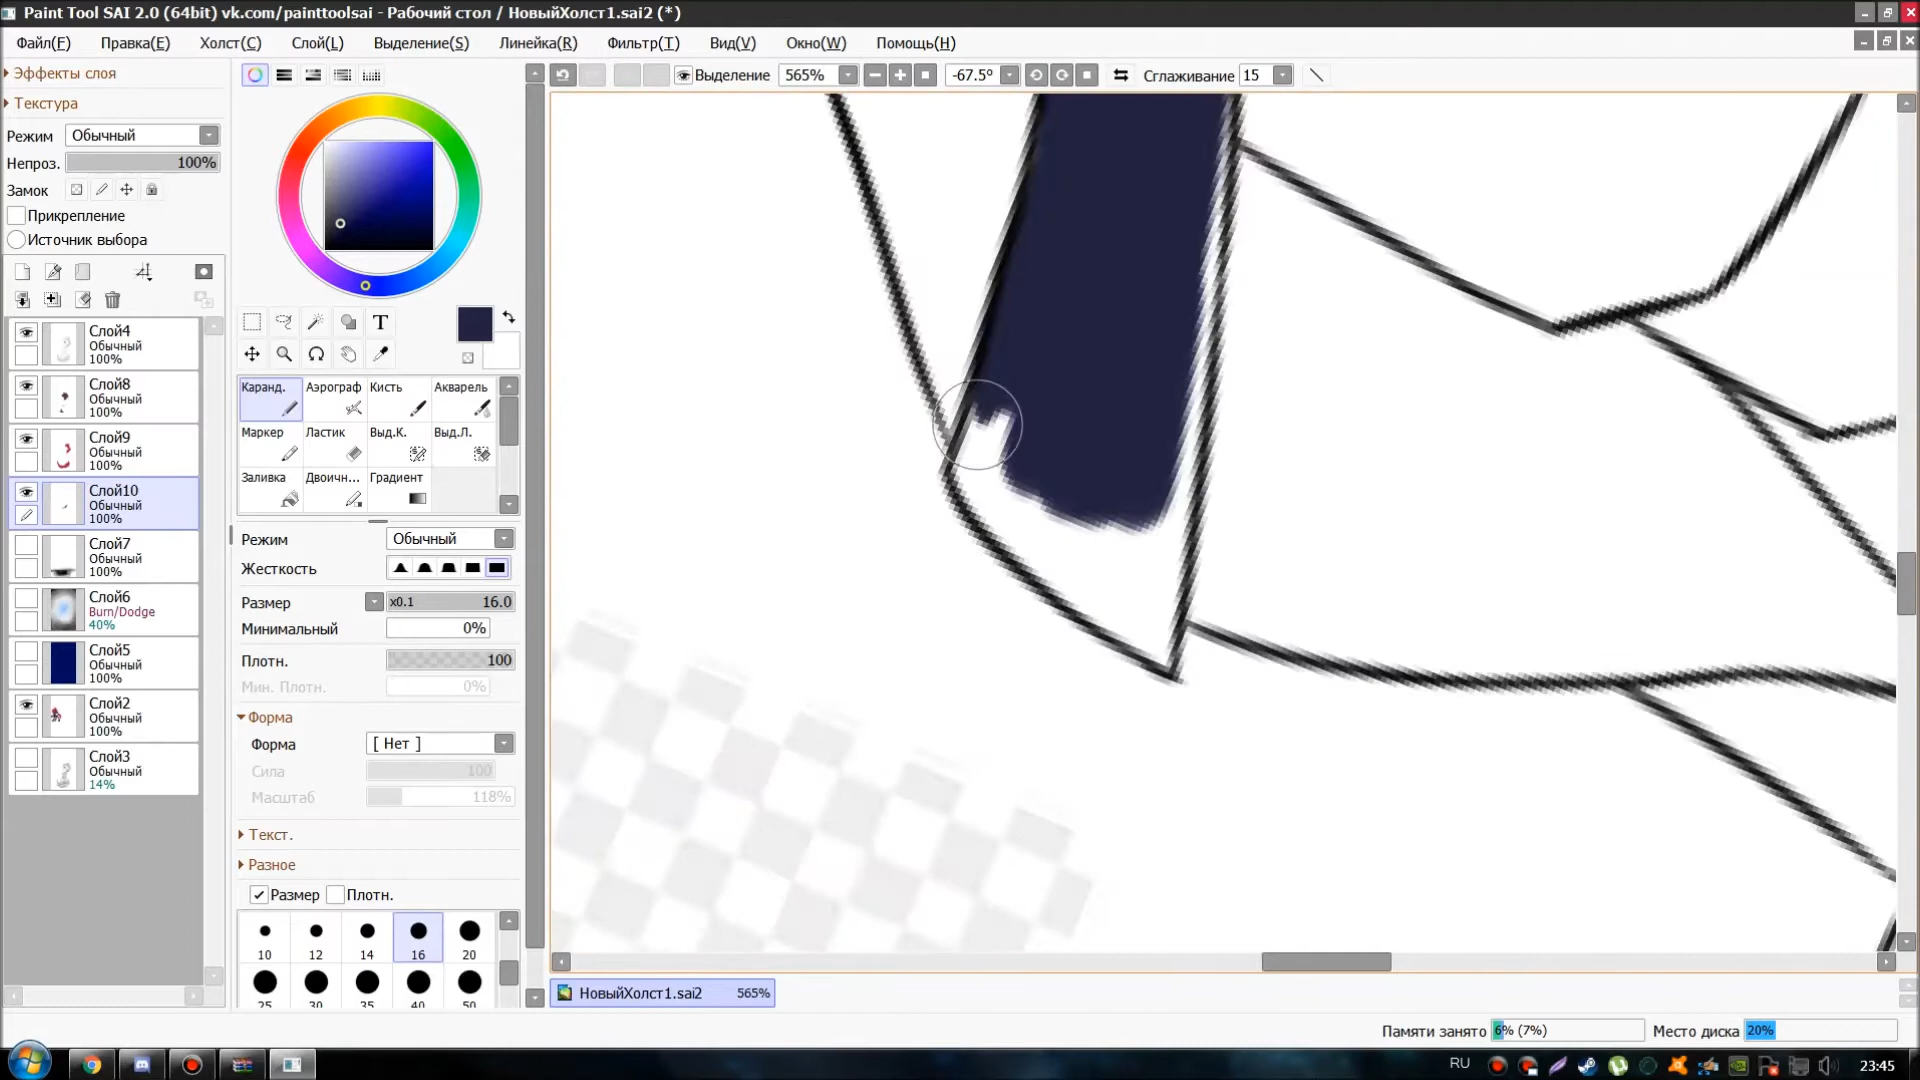 Paint Tool SAI 2.0 (64bit) vk.com/painttoolsai - Рабочий стол / НовыйХолст1.sai2 (*)
Файл(F) Правка(E) Холст(C) Слой(L) Выделение(S) Линейка(R) Фильтр(T) Вид(V) Окно(W) Помощь(H)
Эффекты слоя
Текстура
Режим Обычный
Непроз. 100%
Замок
Прикрепление
Источник выбора
Выделение 565% -67.5° Сглаживание 15
Слой4
Обычный
100%
Слой8
Обычный
100%
Слой9
Обычный
100%
Слой10
Обычный
100%
Слой7
Обычный
100%
Слой6
Burn/Dodge
40%
Слой5
Обычный
100%
Слой2
Обычный
100%
Слой3
Обычный
14%
T
Каранд. Аэрограф Кисть Акварель
Маркер Ластик Выд.К. Выд.Л.
Заливка Двоичн... Градиент
Режим Обычный
Жесткость
Размер x0.1 16.0
Минимальный 0%
Плотн. 100
Мин. Плотн. 0%
Форма
Форма [ Нет ]
Сила 100
Масштаб 118%
Текст.
Разное
Размер Плотн.
10 12 14 16 20
25 30 35 40 50
НовыйХолст1.sai2 565%
Памяти занято 6% (7%) Место диска 20%
RU 23:45